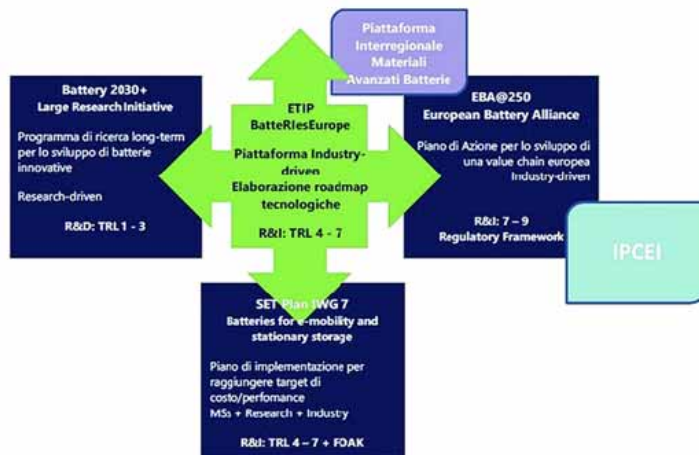 Piattaforma
Interregionale
Materiali
Avanzati Batterie
Battery 2030+
Large Research Initiative
Programma di ricerca long-term
per lo sviluppo di batterie
innovative
Research-driven
R&D: TRL 1 - 3
ETIP
BatteRIesEurope
Piattaforma Industry-
driven
Elaborazione roadmap
tecnologiche
R&I: TRL 4 - 7
EBA@250
European Battery Alliance
Piano di Azione per lo sviluppo di
una value chain europea
Industry-driven
R&I: 7 – 9
Regulatory Framework
IPCEI
SET Plan IWG 7
Batteries for e-mobility and
stationary storage
Piano di implementazione per
raggiungere target di
costo/perfomance
MSs + Research + Industry
R&I: TRL 4 – 7 + FOAK